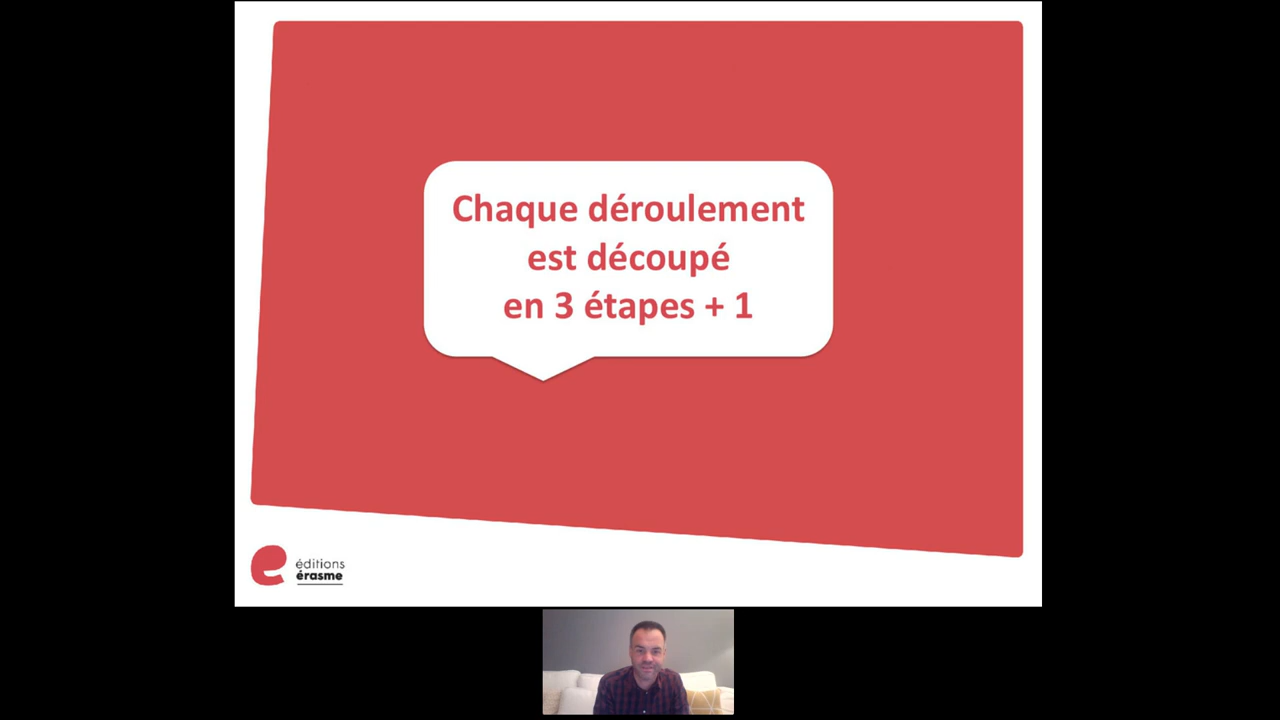 Chaque déroulement
est découpé
en 3 étapes + 1
éditions
érasme